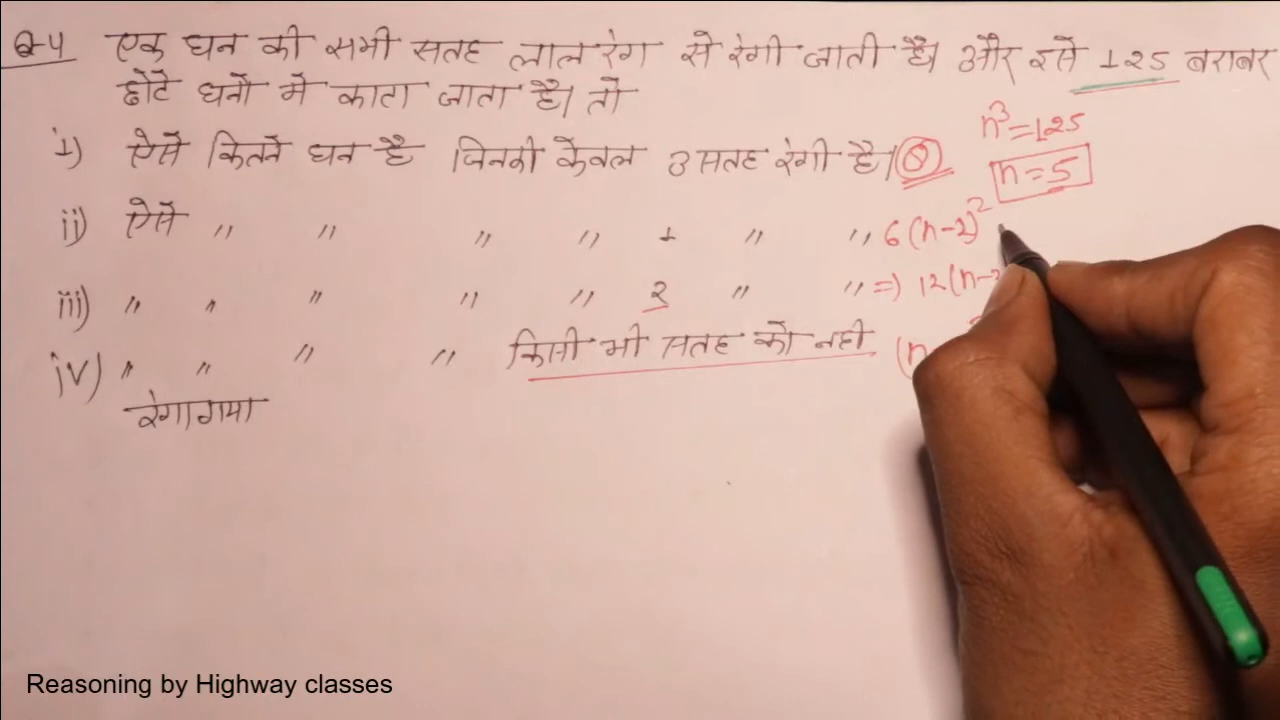 Q-4 एक घन की सभी सतह लाल रंग से रंगी जाती है। और इसे 125 बराबर
छोटे घनों में काटा जाता है। तो
i) ऐसे कितने घन है जिनकी केवल 3 सतह रंगी है। 8
n³=125
n=5
ii) ऐसे " " " " 1 " " 6(n-2)²
iii) " " " " " 2 " " =) 12(n-2
iv) " " " " किसी भी सतह को नही (n
रंगा गया
Reasoning by Highway classes